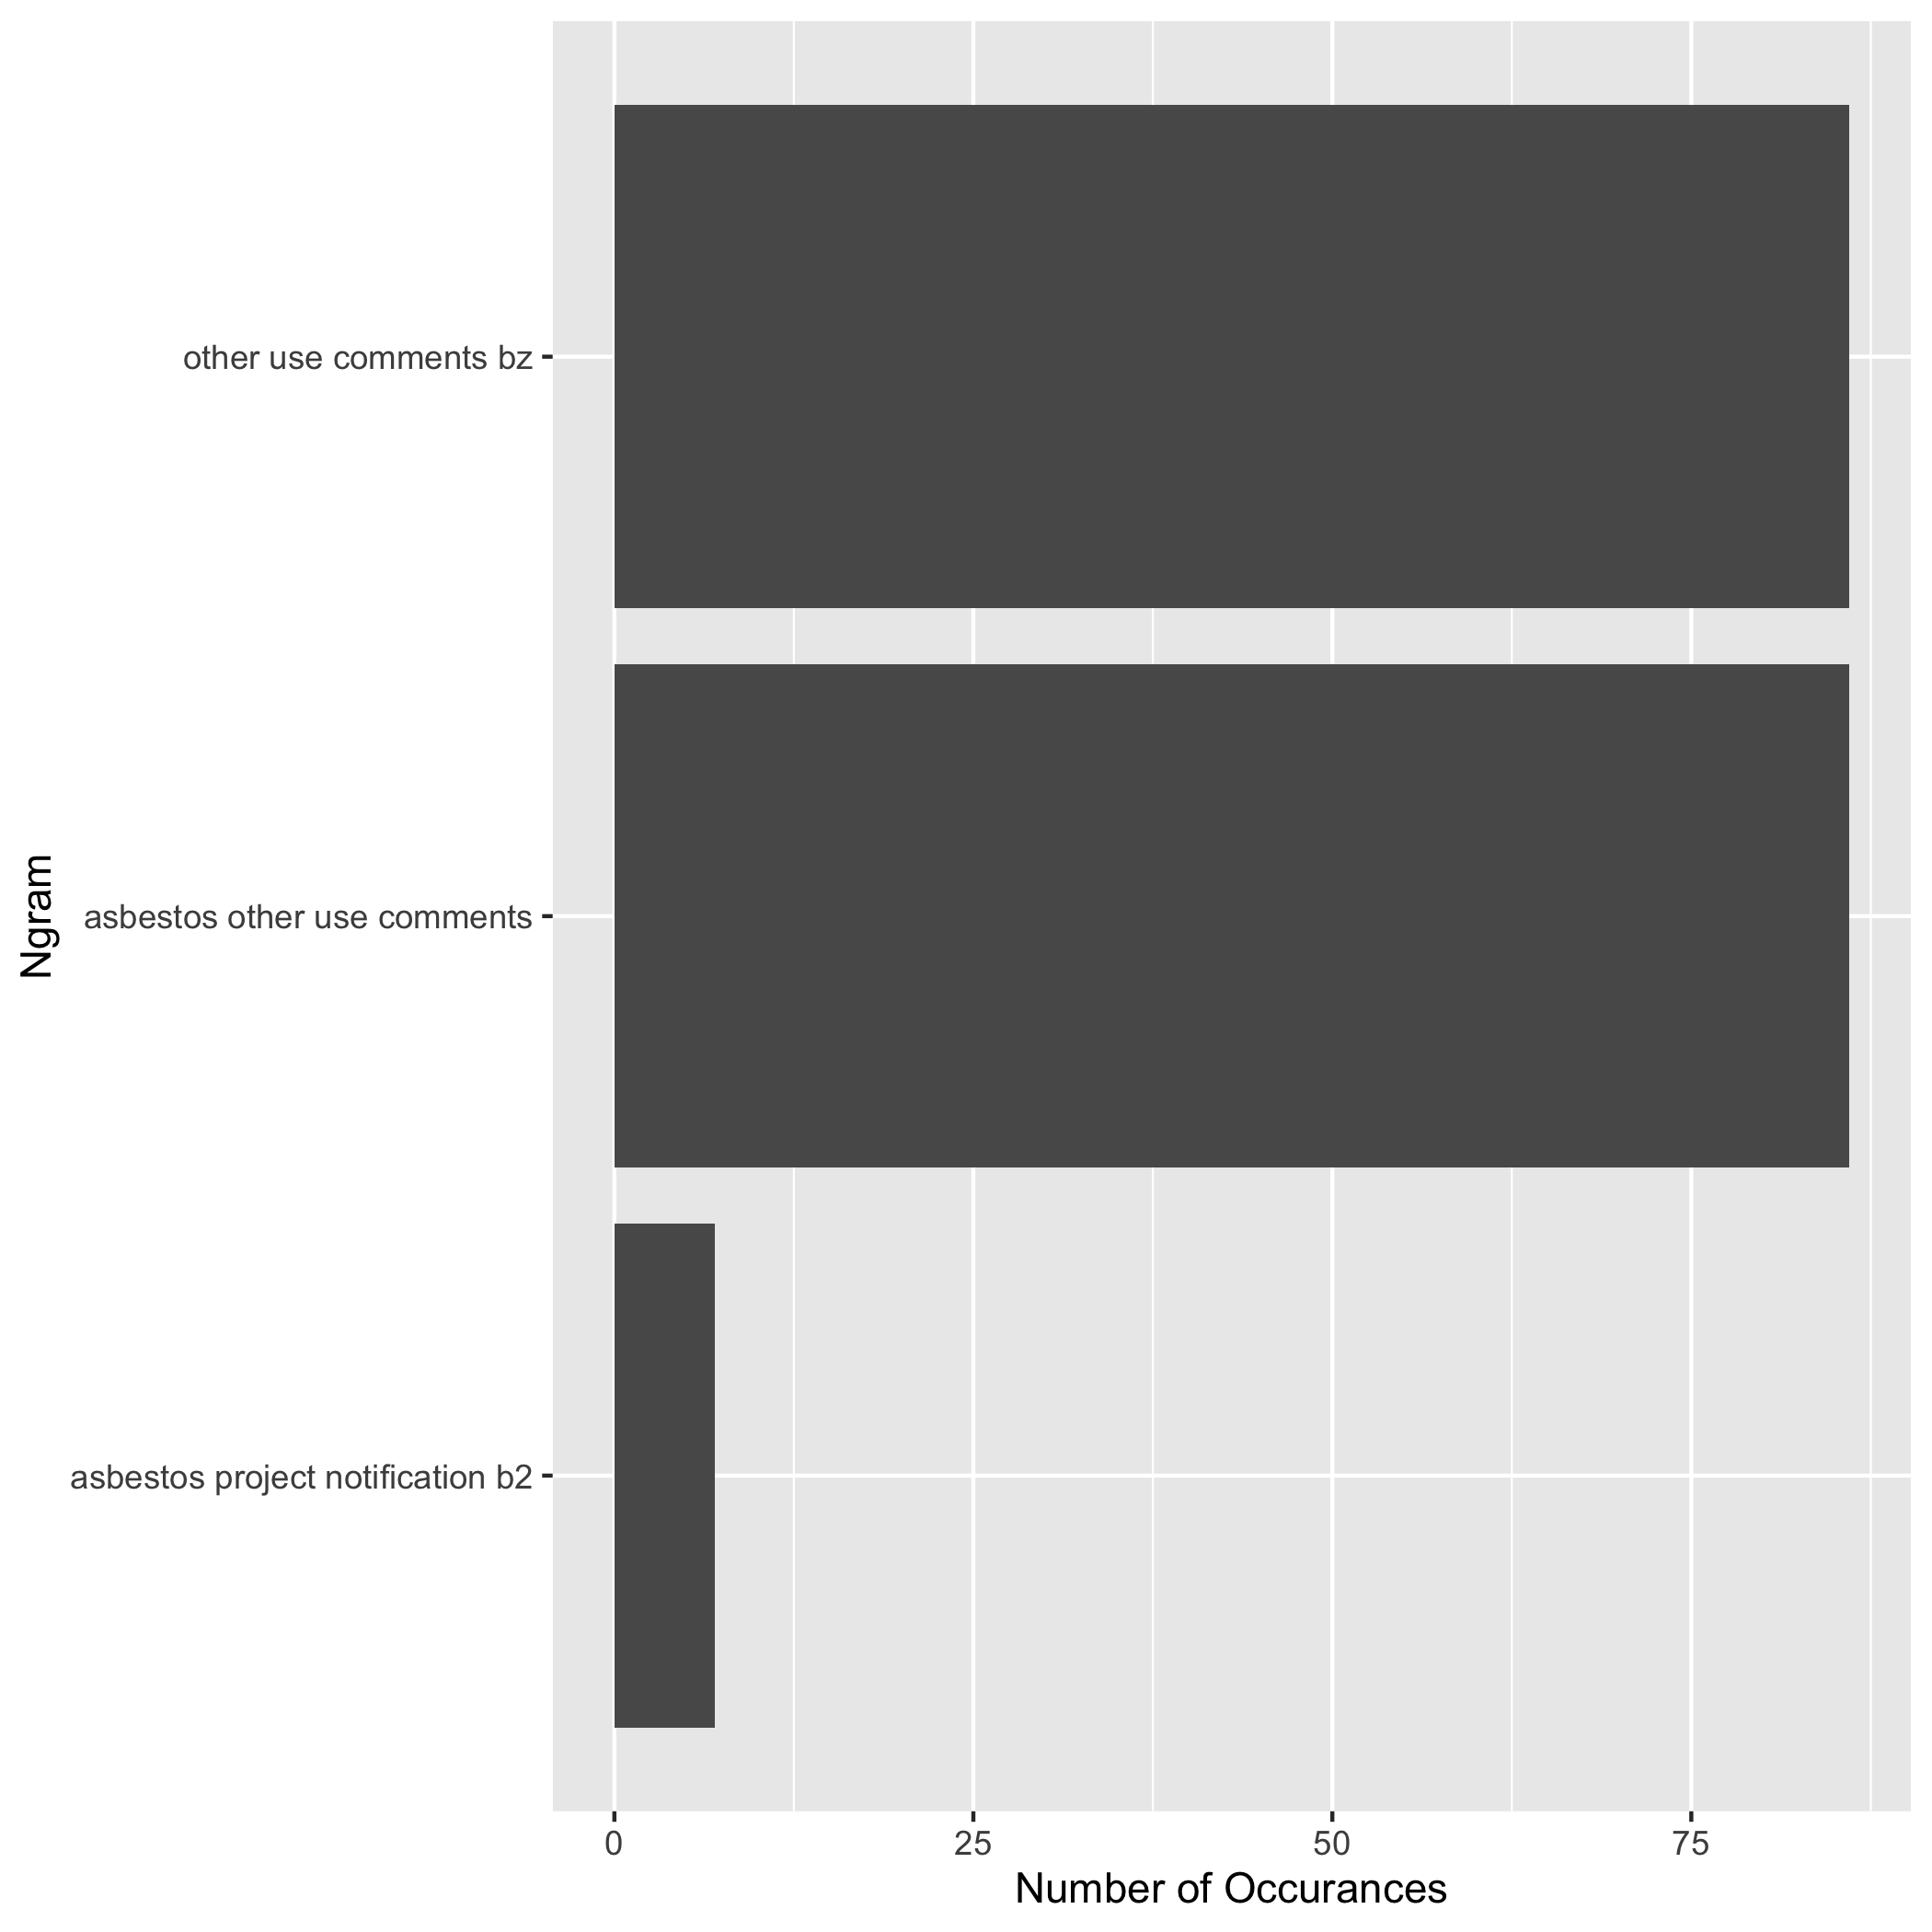 other use comments bz
asbestos other use comments
asbestos project notification b2
Ngram
0 25 50 75
Number of Occurances